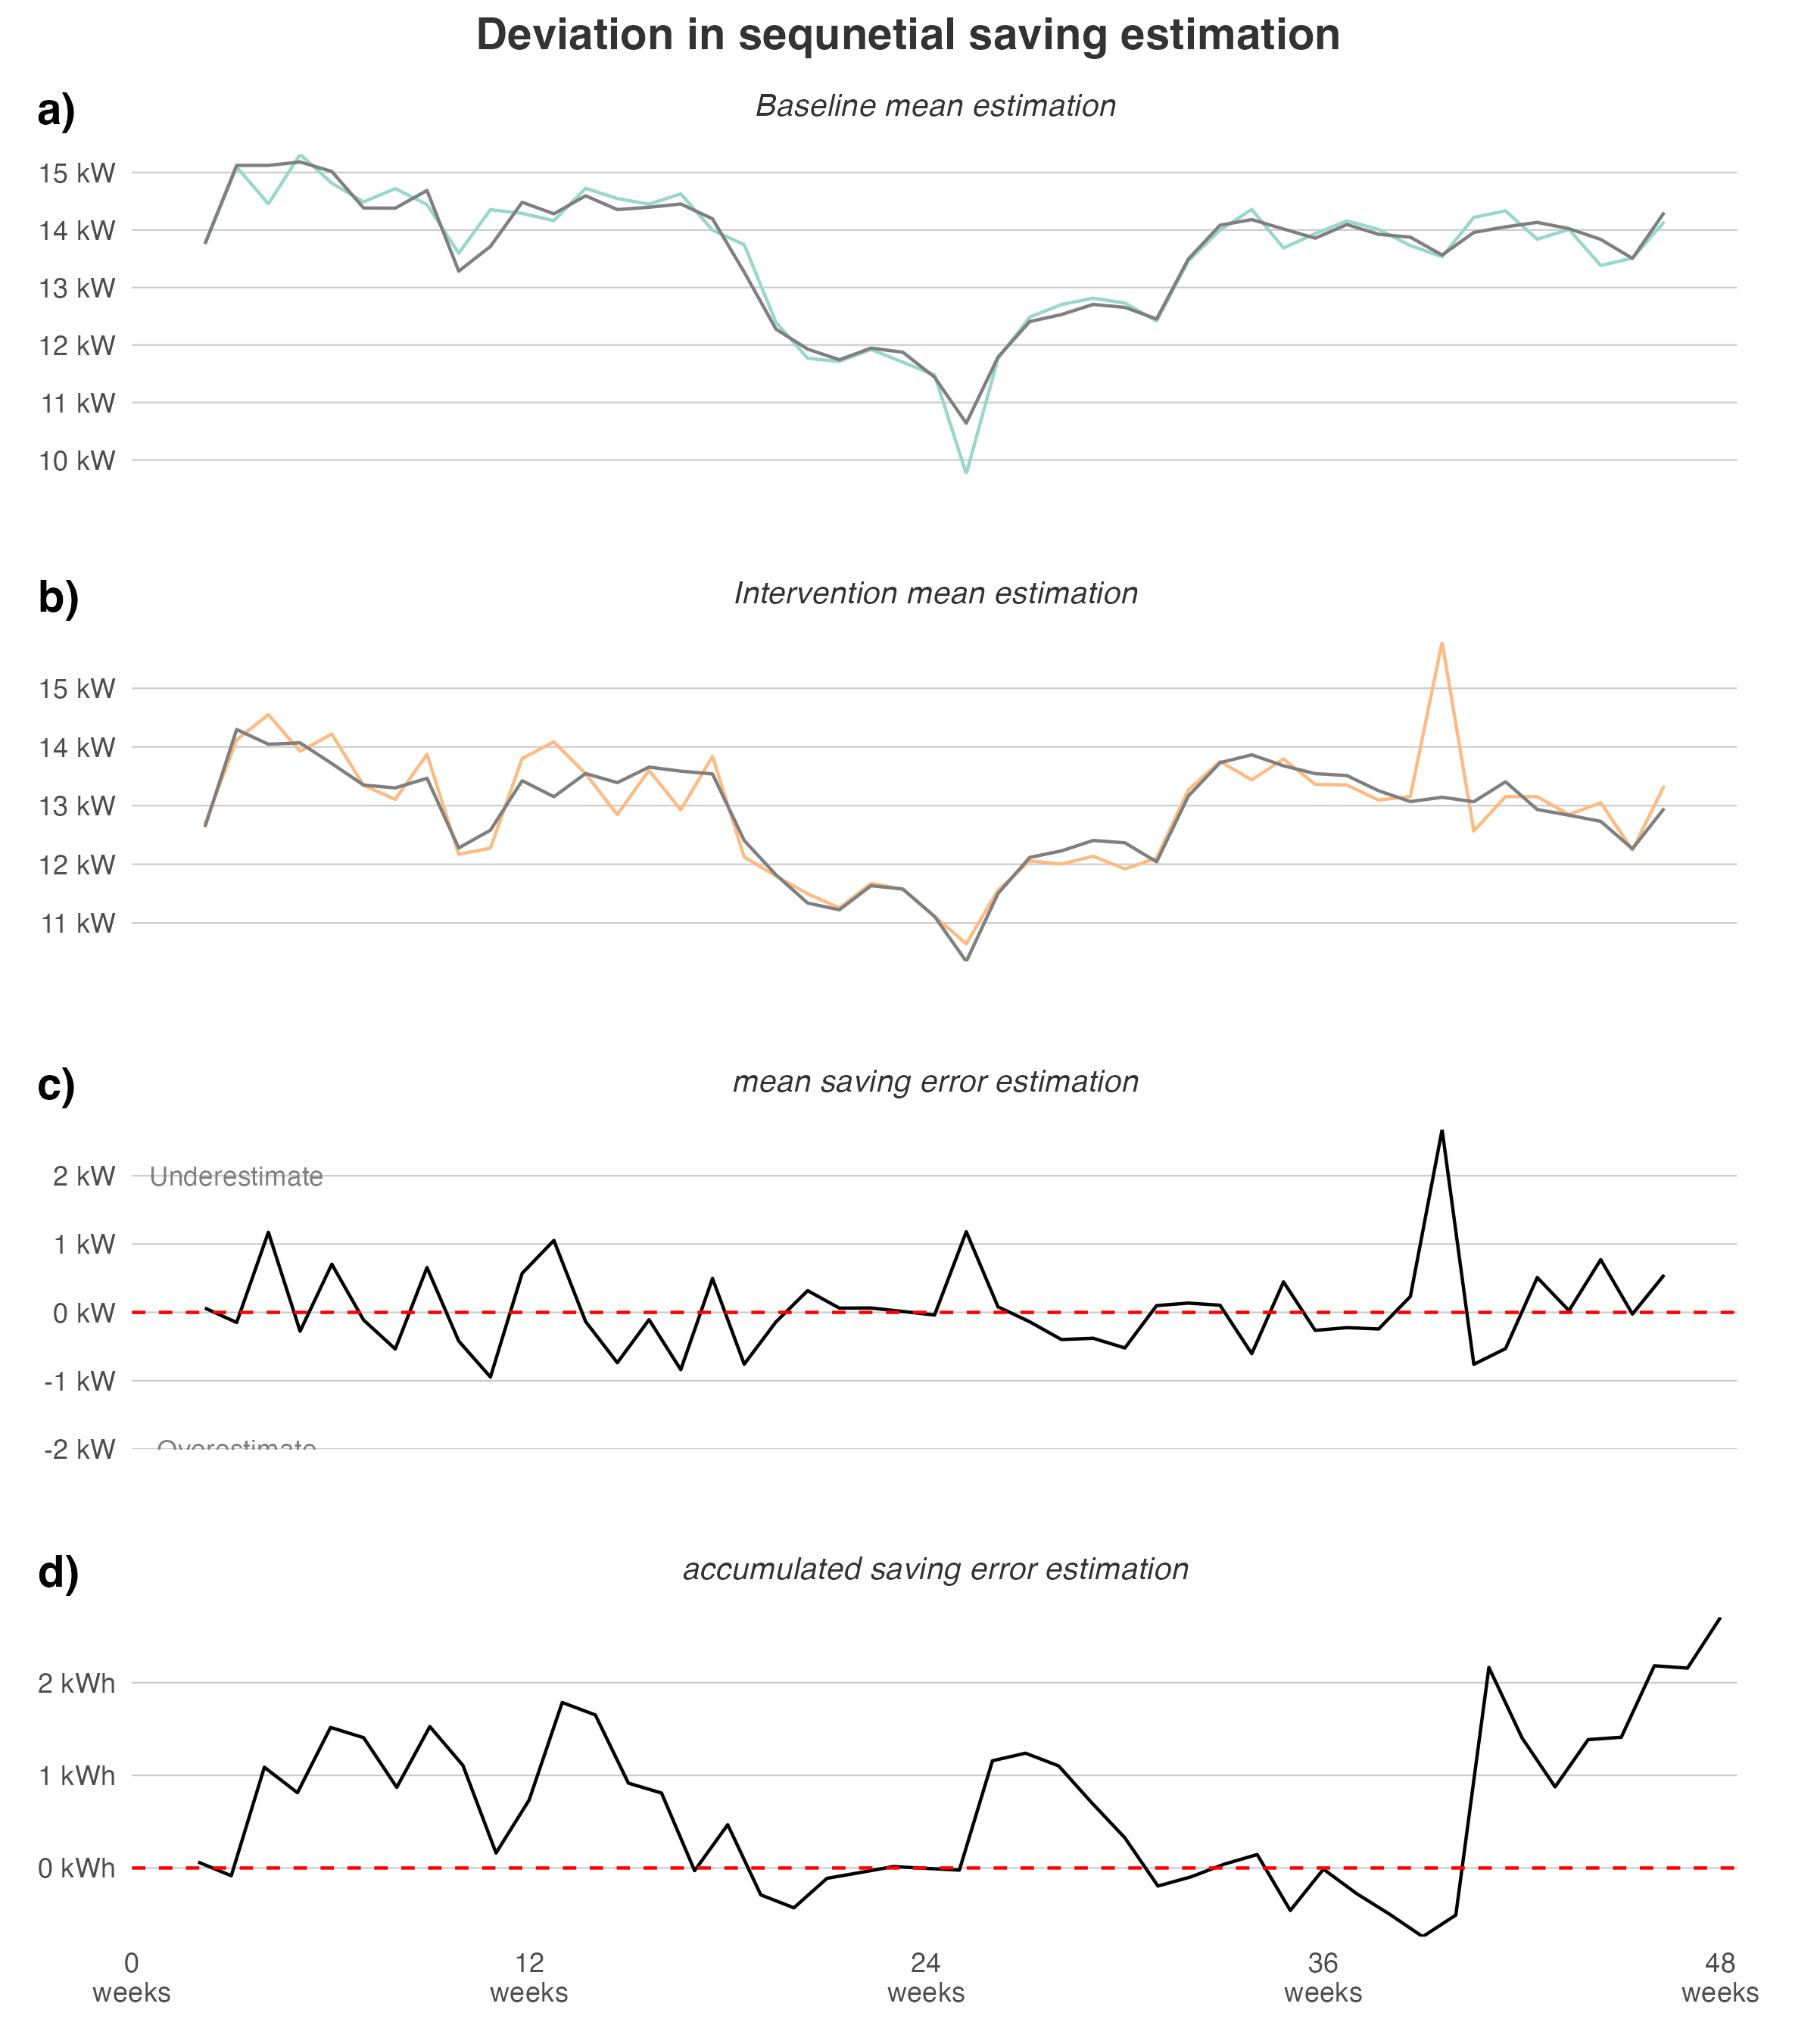 Deviation in sequnetial saving estimation
a)
Baseline mean estimation
15 kW
14 kW
13 kW
12 kW
11 kW
10 kW
b)
Intervention mean estimation
15 kW
14 kW
13 kW
12 kW
11 kW
c)
mean saving error estimation
2 kW
Underestimate
1 kW
0 kW
-1 kW
-2 kW
Overestimate
d)
accumulated saving error estimation
2 kWh
1 kWh
0 kWh
0 weeks
12 weeks
24 weeks
36 weeks
48 weeks